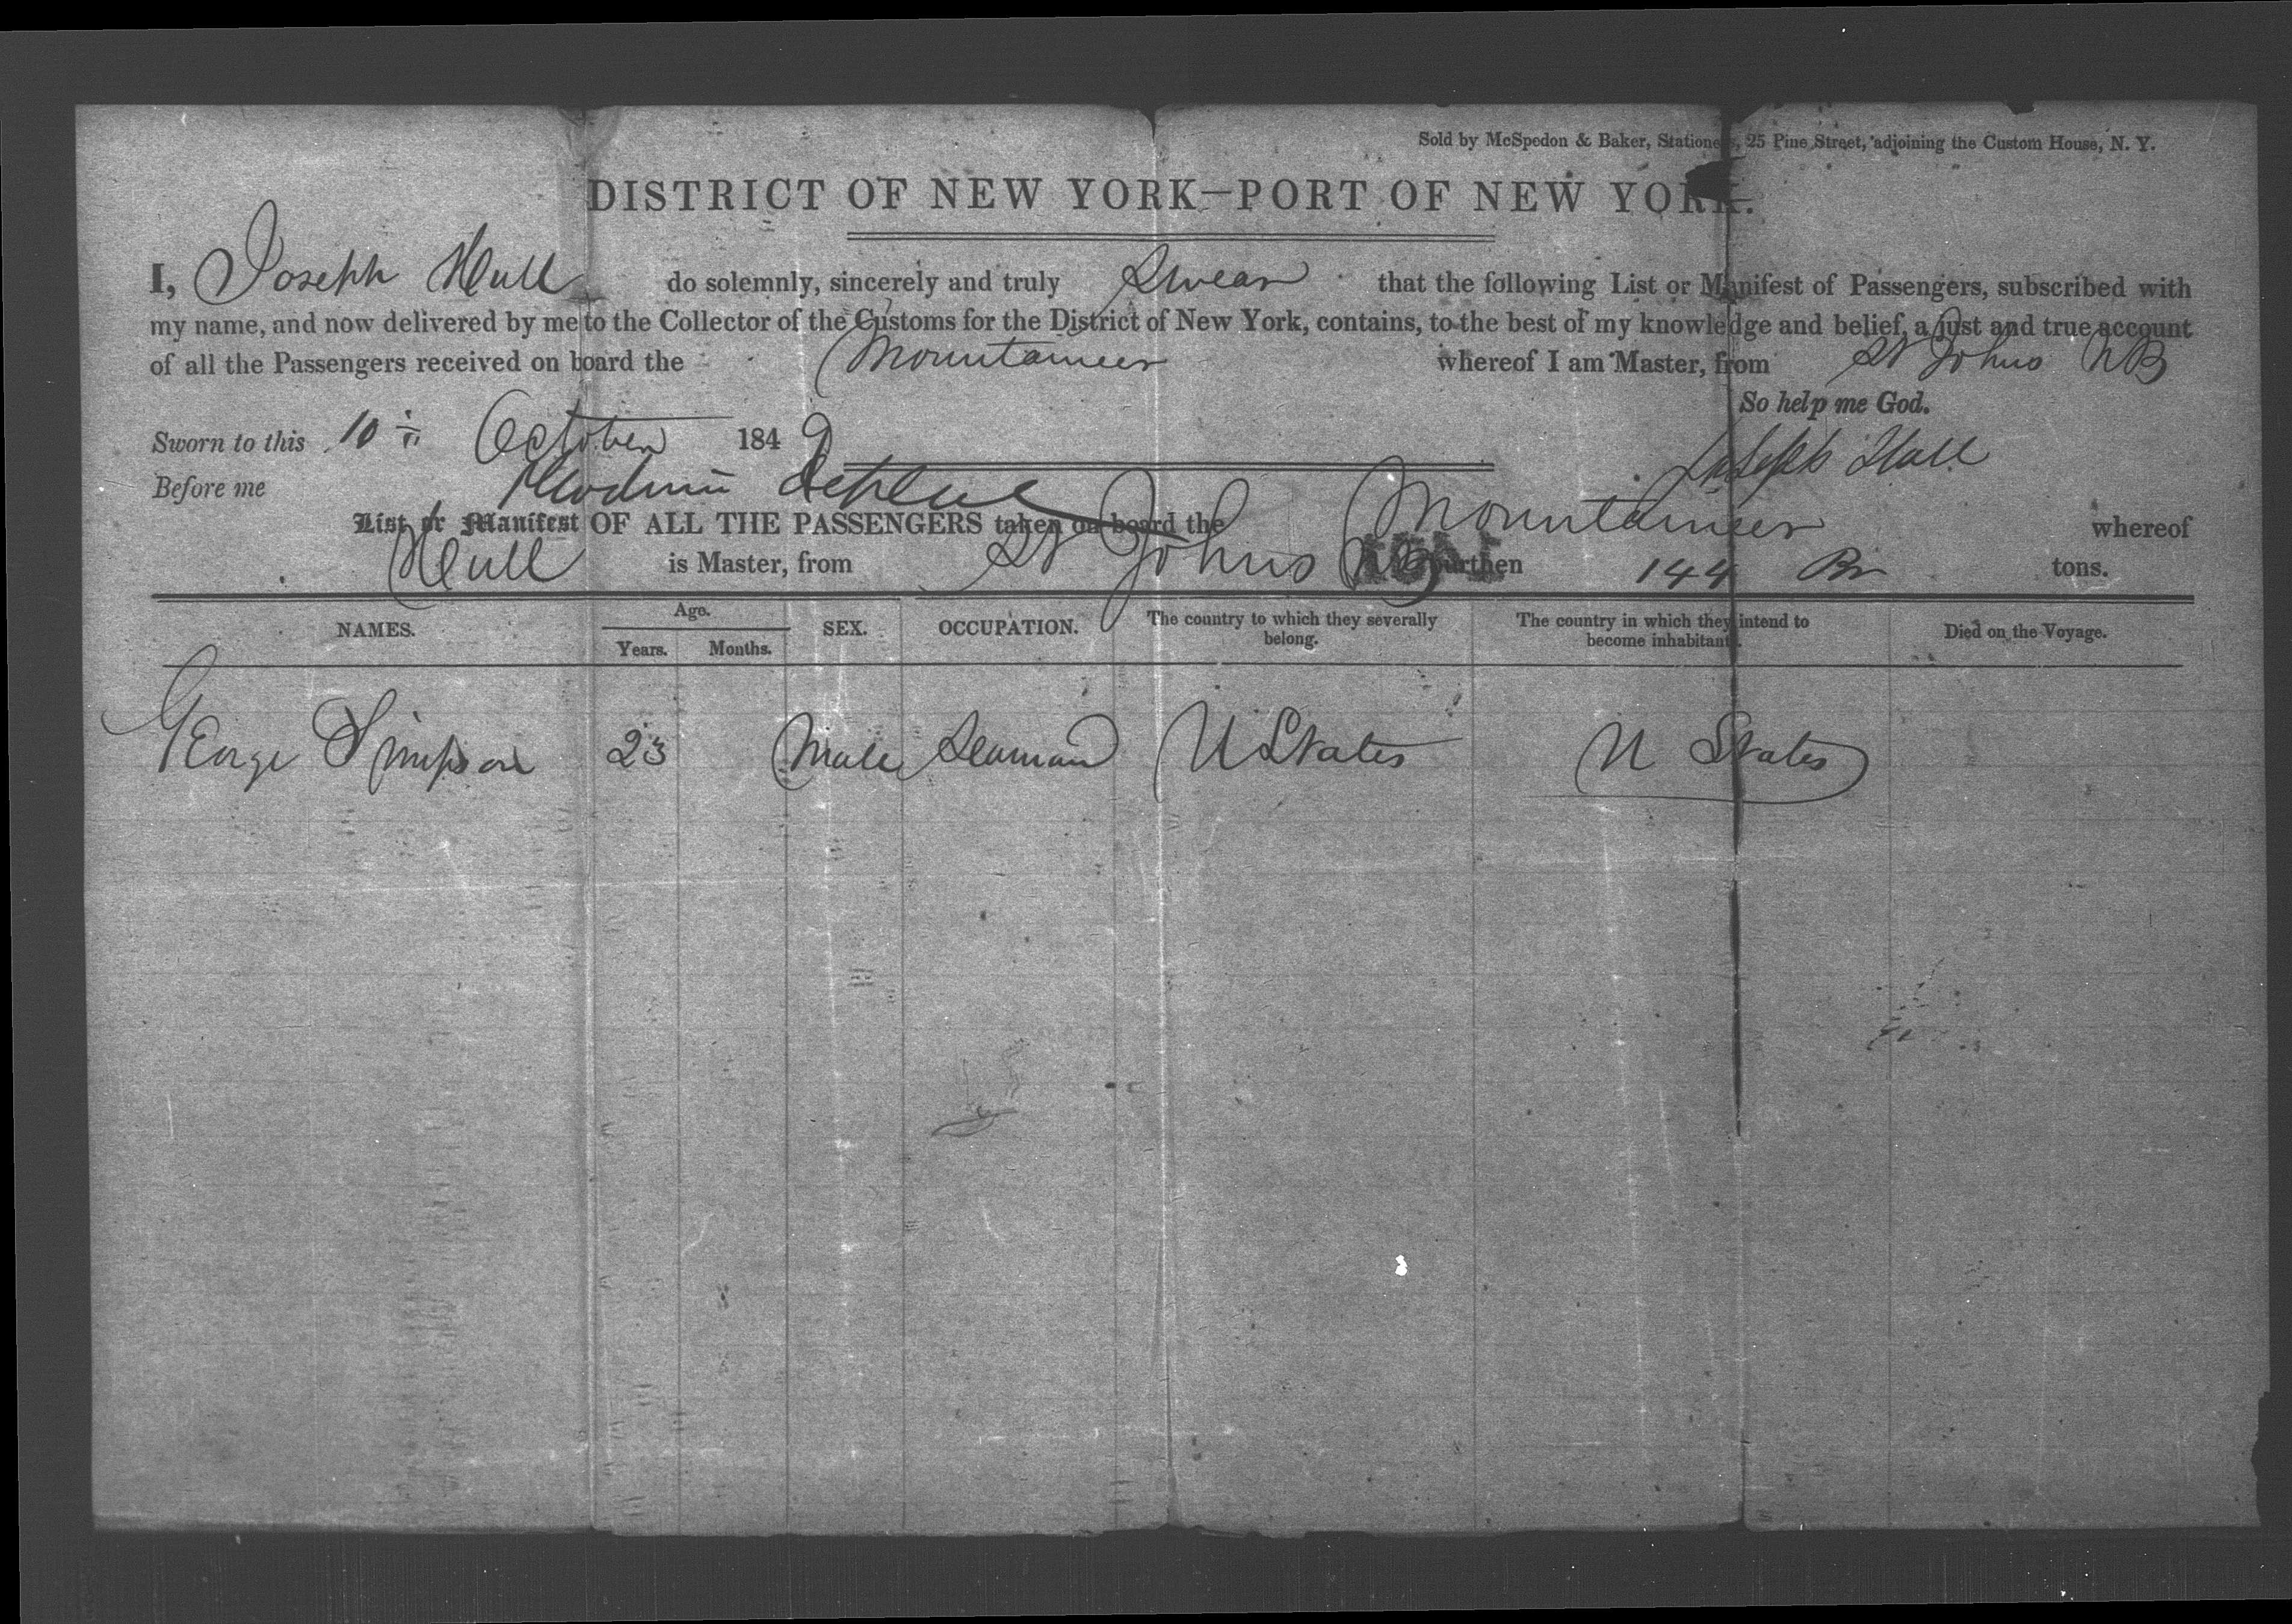 Sold by McSpedon & Baker, Stationers, 25 Pine Street, adjoining the Custom House, N. Y.
DISTRICT OF NEW YORK—PORT OF NEW YORK.
I, Joseph Hull do solemnly, sincerely and truly Swear that the following List or Manifest of Passengers, subscribed with
my name, and now delivered by me to the Collector of the Customs for the District of New York, contains, to the best of my knowledge and belief, a just and true account
of all the Passengers received on board the Mountaineer whereof I am Master, from St Johns NB
So help me God.
Sworn to this 10th October 1849
Joseph Hull
Before me
List or Manifest OF ALL THE PASSENGERS taken on board the Mountaineer whereof
Hull is Master, from St Johns NB burthen 144 Br tons.
NAMES. Age. Years. Months. SEX. OCCUPATION. The country to which they severally belong. The country in which they intend to become inhabitants. Died on the Voyage.
George Simpson 23 Male Seaman U States U States